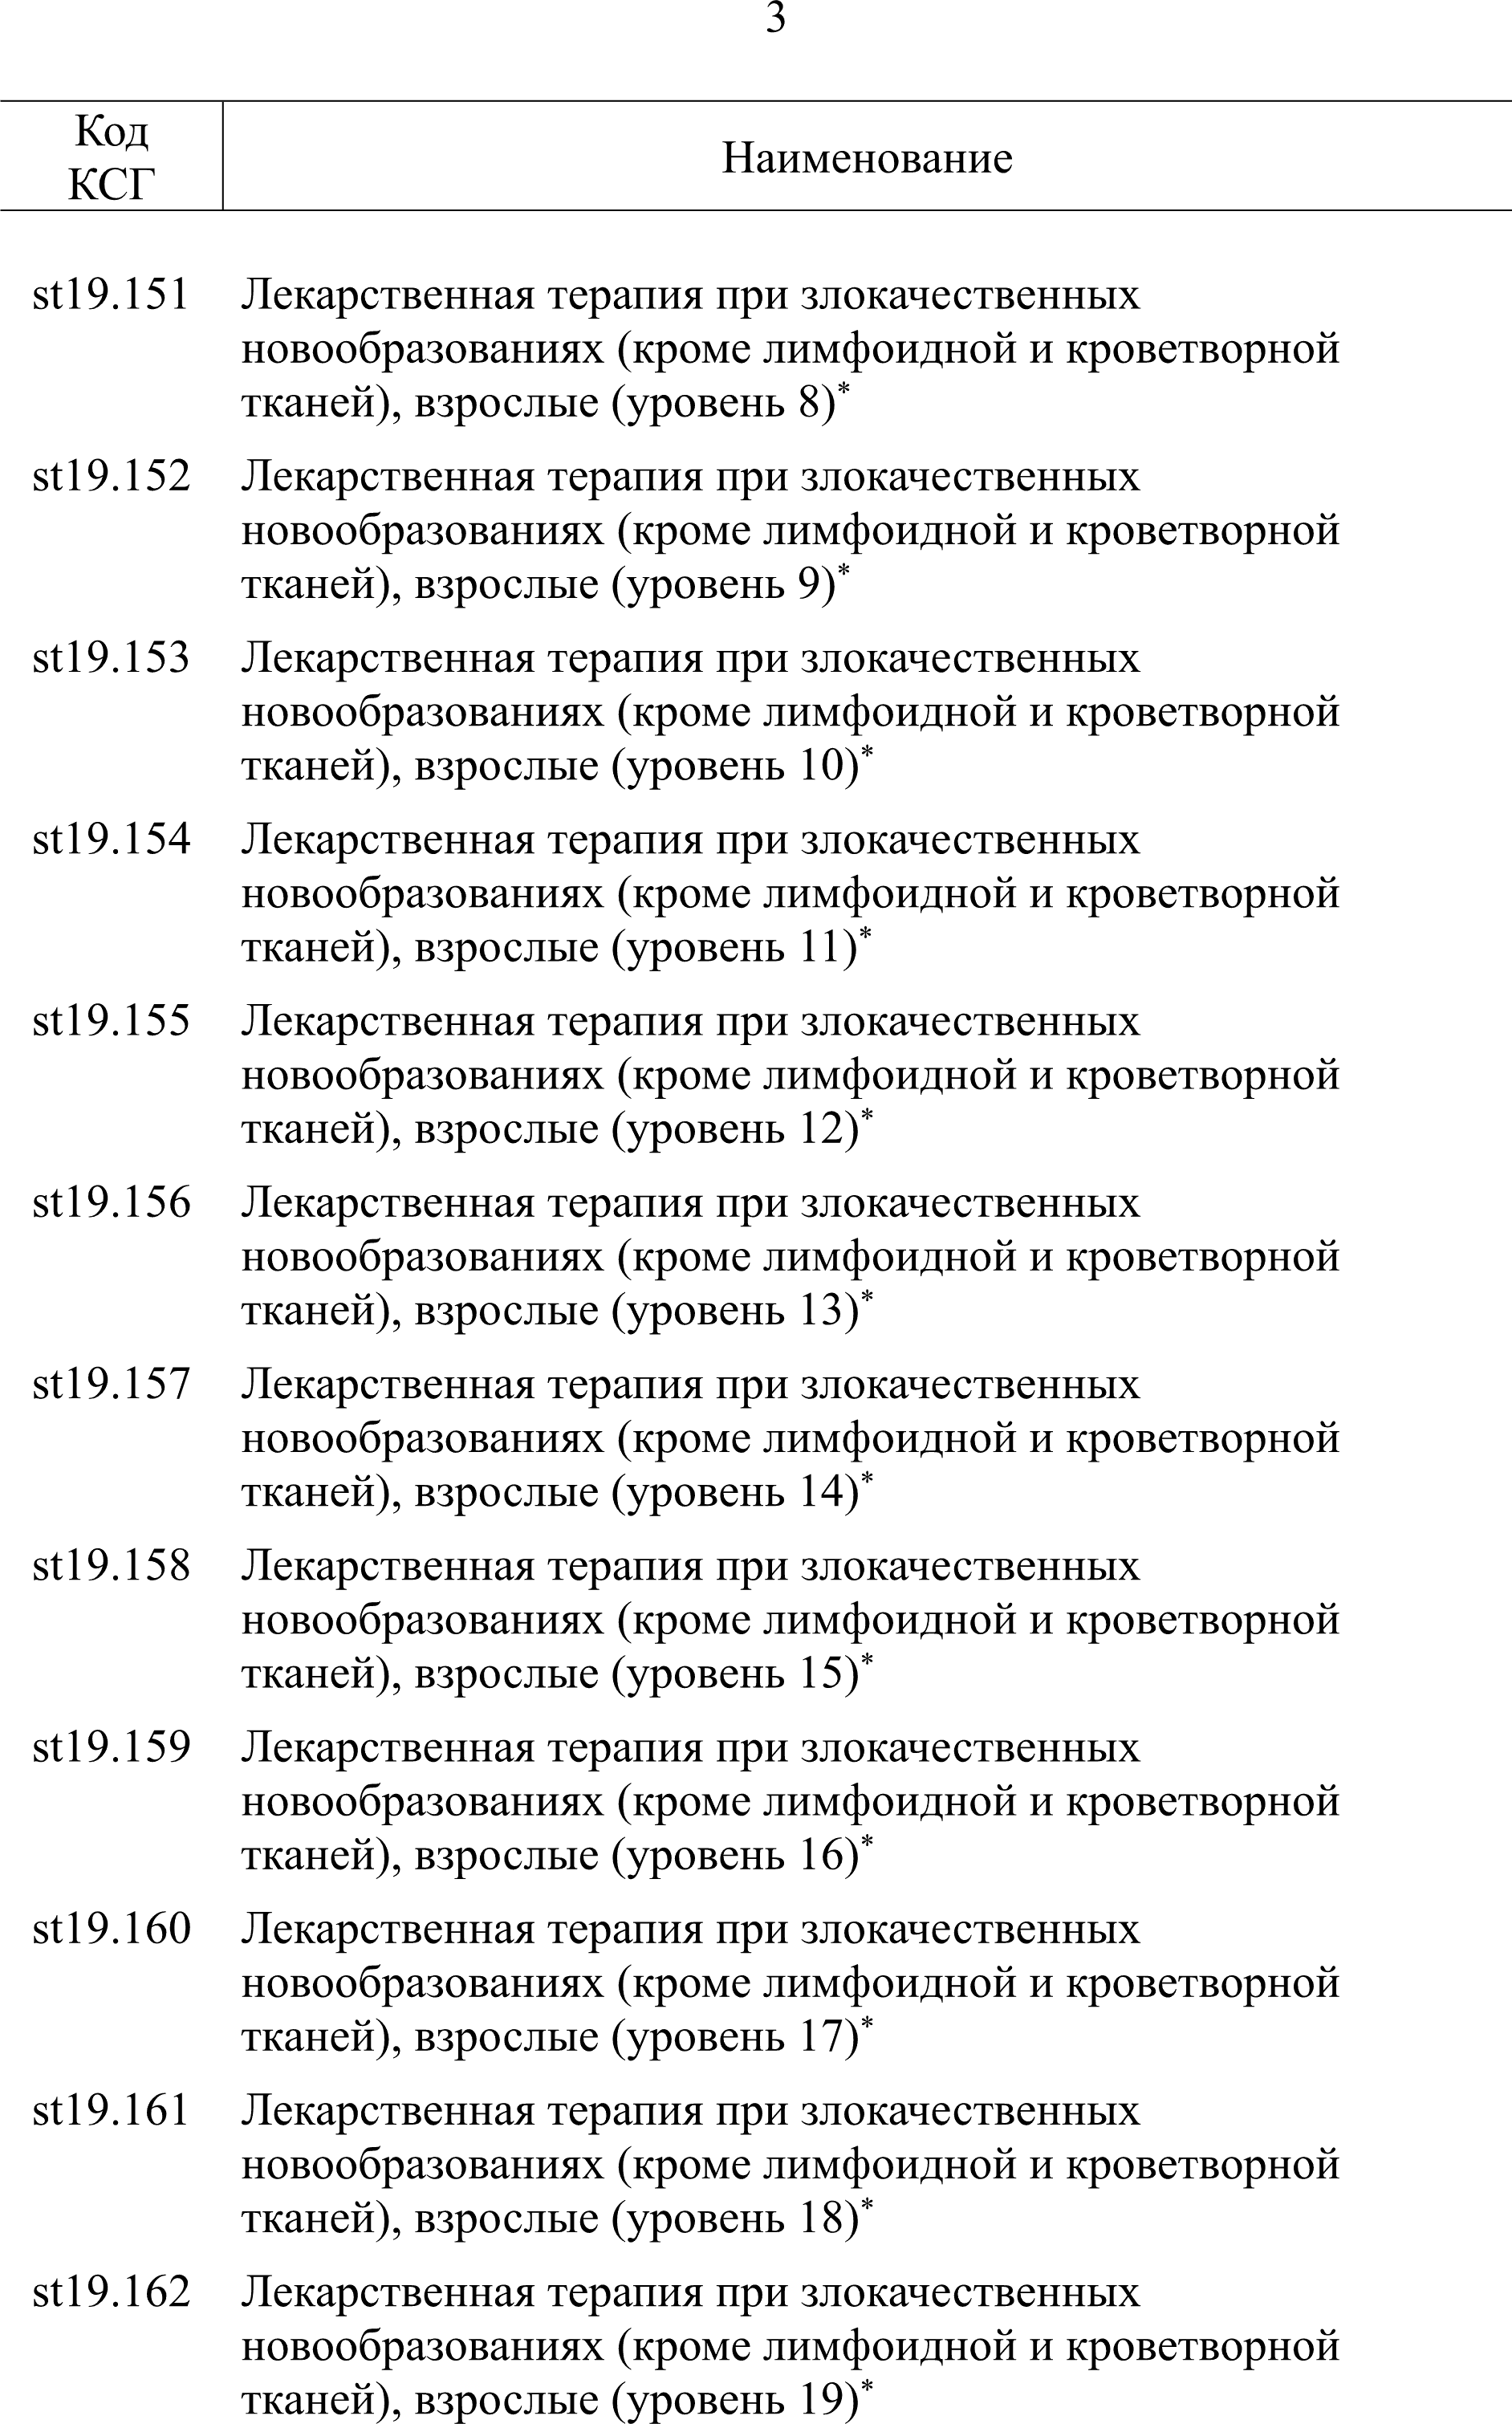 3
Код
КСГ
Наименование
st19.151 Лекарственная терапия при злокачественных
новообразованиях (кроме лимфоидной и кроветворной
тканей), взрослые (уровень 8)*
st19.152 Лекарственная терапия при злокачественных
новообразованиях (кроме лимфоидной и кроветворной
тканей), взрослые (уровень 9)*
st19.153 Лекарственная терапия при злокачественных
новообразованиях (кроме лимфоидной и кроветворной
тканей), взрослые (уровень 10)*
st19.154 Лекарственная терапия при злокачественных
новообразованиях (кроме лимфоидной и кроветворной
тканей), взрослые (уровень 11)*
st19.155 Лекарственная терапия при злокачественных
новообразованиях (кроме лимфоидной и кроветворной
тканей), взрослые (уровень 12)*
st19.156 Лекарственная терапия при злокачественных
новообразованиях (кроме лимфоидной и кроветворной
тканей), взрослые (уровень 13)*
st19.157 Лекарственная терапия при злокачественных
новообразованиях (кроме лимфоидной и кроветворной
тканей), взрослые (уровень 14)*
st19.158 Лекарственная терапия при злокачественных
новообразованиях (кроме лимфоидной и кроветворной
тканей), взрослые (уровень 15)*
st19.159 Лекарственная терапия при злокачественных
новообразованиях (кроме лимфоидной и кроветворной
тканей), взрослые (уровень 16)*
st19.160 Лекарственная терапия при злокачественных
новообразованиях (кроме лимфоидной и кроветворной
тканей), взрослые (уровень 17)*
st19.161 Лекарственная терапия при злокачественных
новообразованиях (кроме лимфоидной и кроветворной
тканей), взрослые (уровень 18)*
st19.162 Лекарственная терапия при злокачественных
новообразованиях (кроме лимфоидной и кроветворной
тканей), взрослые (уровень 19)*